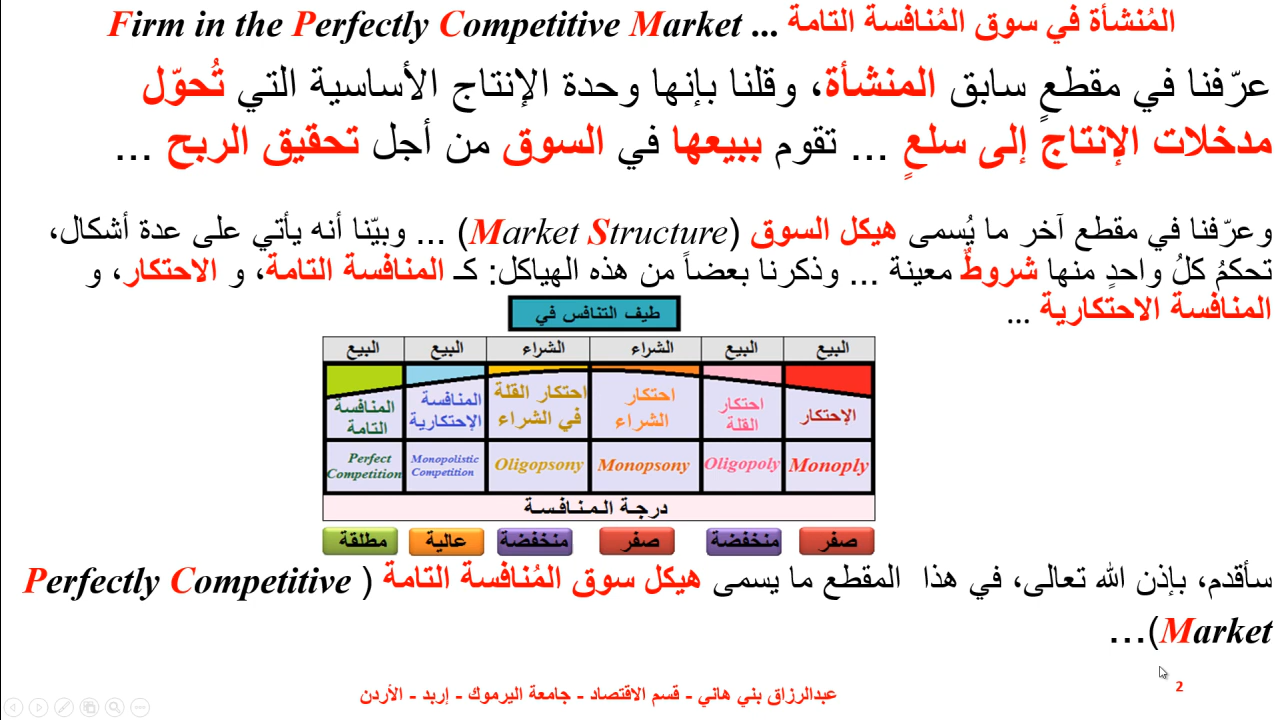 المُنشأة في سوق المُنافسة التامة ... Firm in the Perfectly Competitive Market
عرّفنا في مقطعٍ سابق المنشأة، وقلنا بإنها وحدة الإنتاج الأساسية التي تُحوّل
مدخلات الإنتاج إلى سلعٍ ... تقوم ببيعها في السوق من أجل تحقيق الربح ...
وعرّفنا في مقطع آخر ما يُسمى هيكل السوق (Market Structure) ... وبيّنا أنه يأتي على عدة أشكال،
تحكمُ كلُ واحدٍ منها شروطٌ معينة ... وذكرنا بعضاً من هذه الهياكل: كـ المنافسة التامة، و الاحتكار، و
المنافسة الاحتكارية ...
طيف التنافس في
البيع البيع الشراء الشراء البيع البيع
الإحتكار احتكار القلة احتكار الشراء احتكار القلة في الشراء المنافسة الإحتكارية المنافسة التامة
Perfect Competition Monopolistic Competition Oligopsony Monopsony Oligopoly Monoply
درجة المنافسة
صفر منخفضة صفر منخفضة عالية مطلقة
سأقدم، بإذن الله تعالى، في هذا المقطع ما يسمى هيكل سوق المُنافسة التامة (Perfectly Competitive
Market)...
عبدالرزاق بني هاني - قسم الاقتصاد - جامعة اليرموك - إربد - الأردن
2